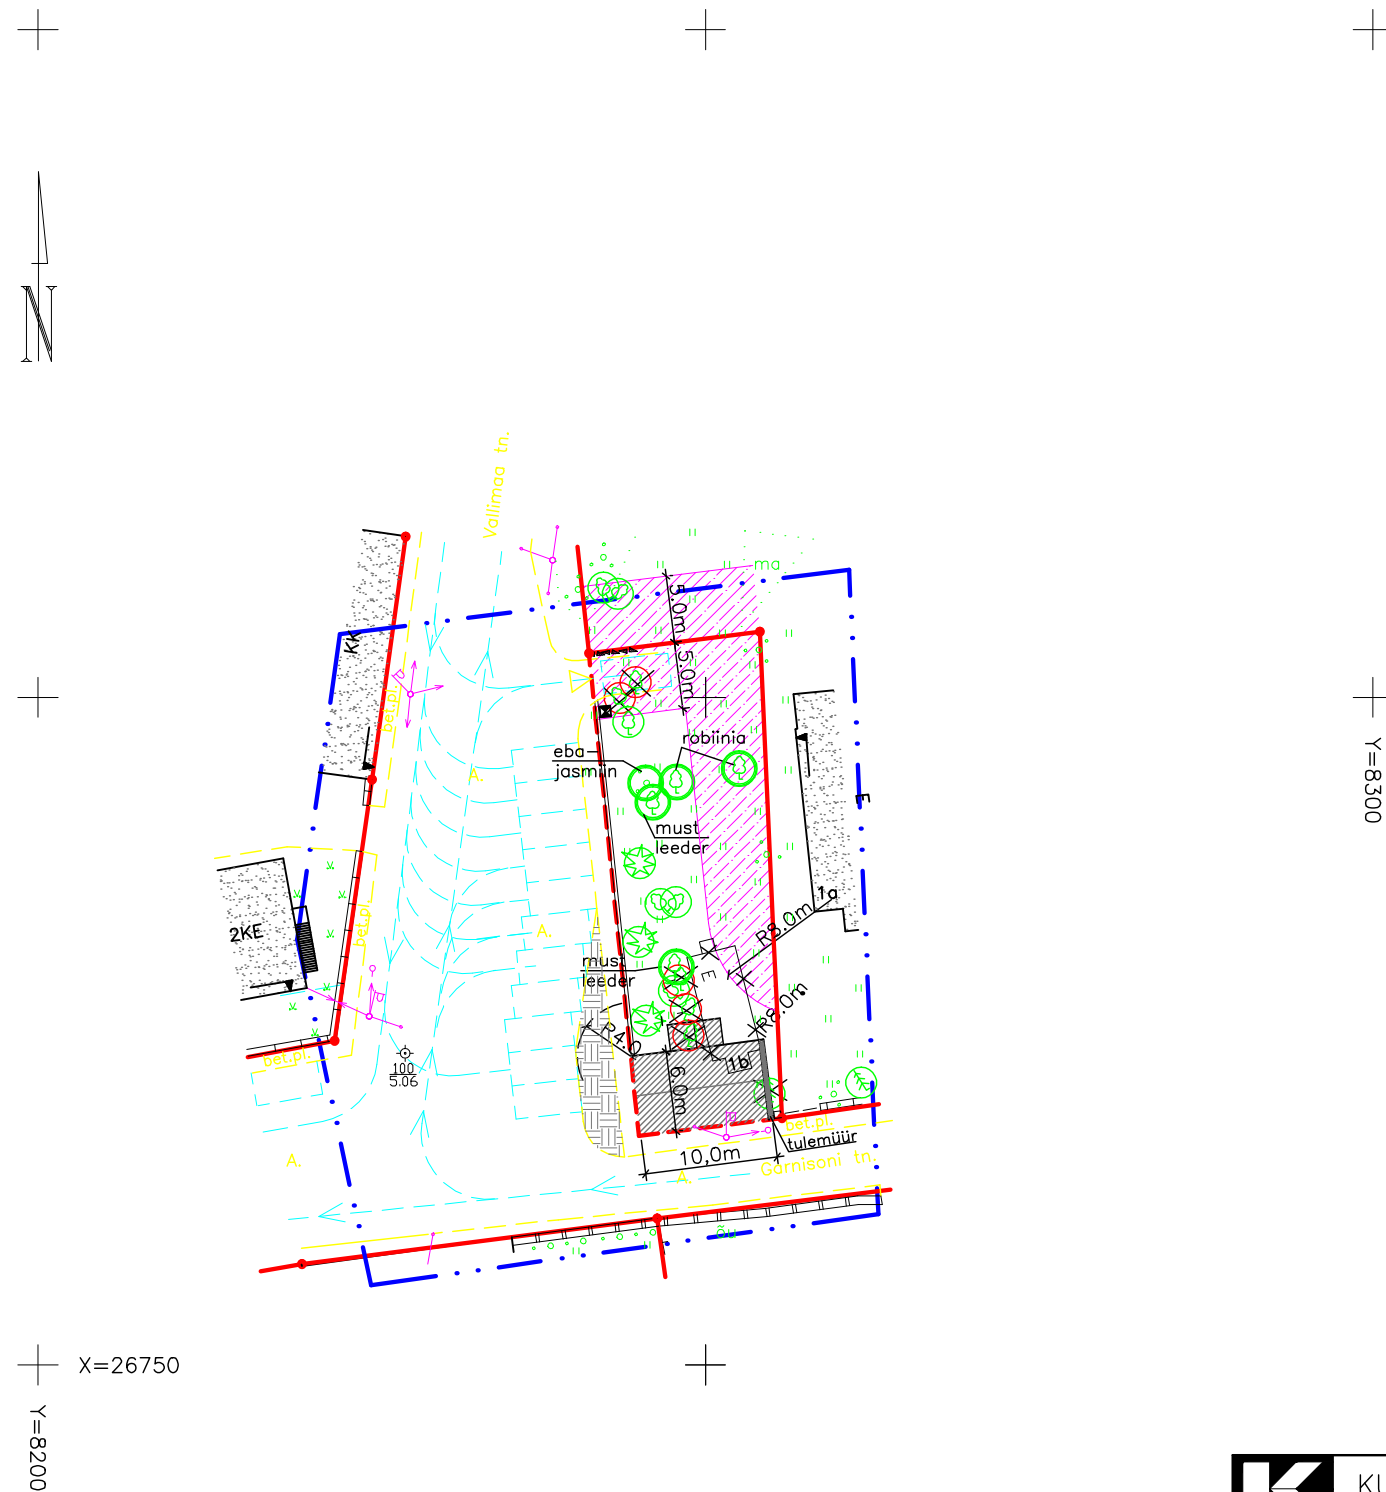 N
Vallimaa tn.
ma
5.0m
KK
5.0m
bet.pl.
robiinia
eba-
jasmiin
A.
Y=8300
E
must
leeder
1a
R8.0m
2KE
bet.pl.
A.
must
leeder
E
R8.0m
R4.0
100
5.06
bet.pl.
1b
6.0m
bet.pl.
tulemüür
10,0m
Garnisoni tn.
A.
A.
õu
X=26750
Y=8200
K